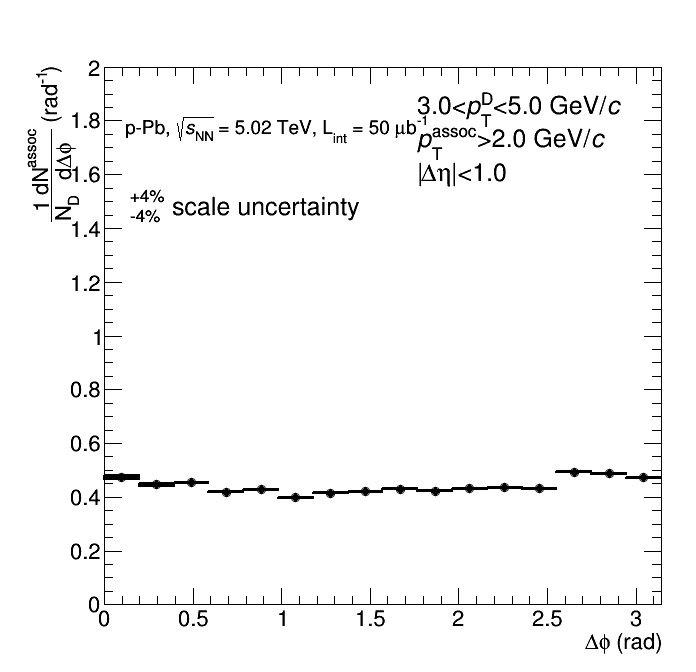 1 dN^assoc
N_D d∆ϕ (rad^-1)
2
1.8
1.6
1.4
1.2
1
0.8
0.6
0.4
0.2
0
p-Pb, √s_NN = 5.02 TeV, L_int = 50 μb^-1
+4%
-4% scale uncertainty
3.0<p_T^D<5.0 GeV/c
p_T^assoc>2.0 GeV/c
|∆η|<1.0
0 0.5 1 1.5 2 2.5 3
∆ϕ (rad)